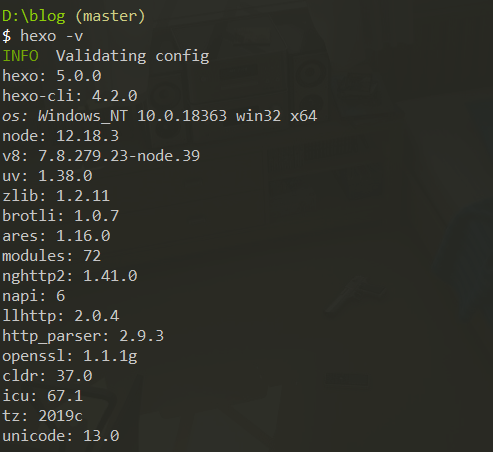 D:\blog (master)
$ hexo -v
INFO  Validating config
hexo: 5.0.0
hexo-cli: 4.2.0
os: Windows_NT 10.0.18363 win32 x64
node: 12.18.3
v8: 7.8.279.23-node.39
uv: 1.38.0
zlib: 1.2.11
brotli: 1.0.7
ares: 1.16.0
modules: 72
nghttp2: 1.41.0
napi: 6
llhttp: 2.0.4
http_parser: 2.9.3
openssl: 1.1.1g
cldr: 37.0
icu: 67.1
tz: 2019c
unicode: 13.0